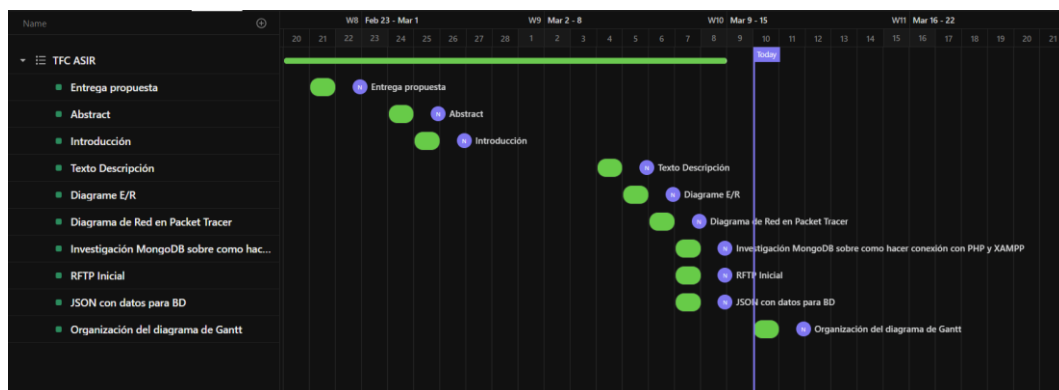 Name
W8 Feb 23 - Mar 1 W9 Mar 2 - 8 W10 Mar 9 - 15 W11 Mar 16 - 22
20 21 22 23 24 25 26 27 28 1 2 3 4 5 6 7 8 9 10 11 12 13 14 15 16 17 18 19 20 21
Today
TFC ASIR
Entrega propuesta N Entrega propuesta
Abstract N Abstract
Introducción N Introducción
Texto Descripción N Texto Descripción
Diagrama E/R N Diagrame E/R
Diagrama de Red en Packet Tracer N Diagrama de Red en Packet Tracer
Investigación MongoDB sobre como hac... N Investigación MongoDB sobre como hacer conexión con PHP y XAMPP
RFTP Inicial N RFTP Inicial
JSON con datos para BD N JSON con datos para BD
Organización del diagrama de Gantt N Organización del diagrama de Gantt